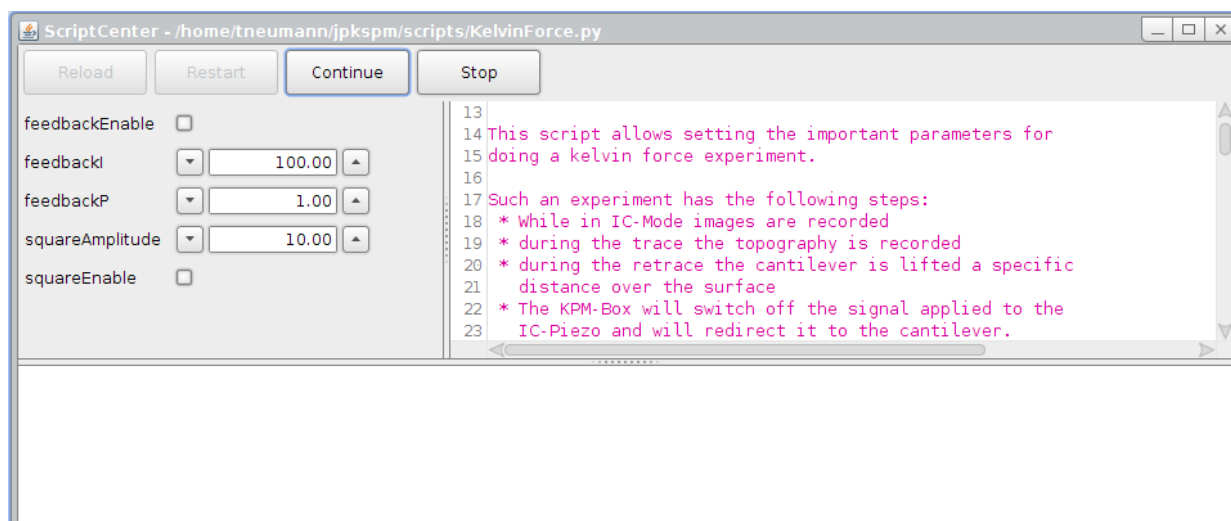 ScriptCenter - /home/tneumann/jpkspm/scripts/KelvinForce.py
Reload Restart Continue Stop
feedbackEnable
feedbackI 100.00
feedbackP 1.00
squareAmplitude 10.00
squareEnable
13
14 This script allows setting the important parameters for
15 doing a kelvin force experiment.
16
17 Such an experiment has the following steps:
18 * While in IC-Mode images are recorded
19 * during the trace the topography is recorded
20 * during the retrace the cantilever is lifted a specific
21 distance over the surface
22 * The KPM-Box will switch off the signal applied to the
23 IC-Piezo and will redirect it to the cantilever.